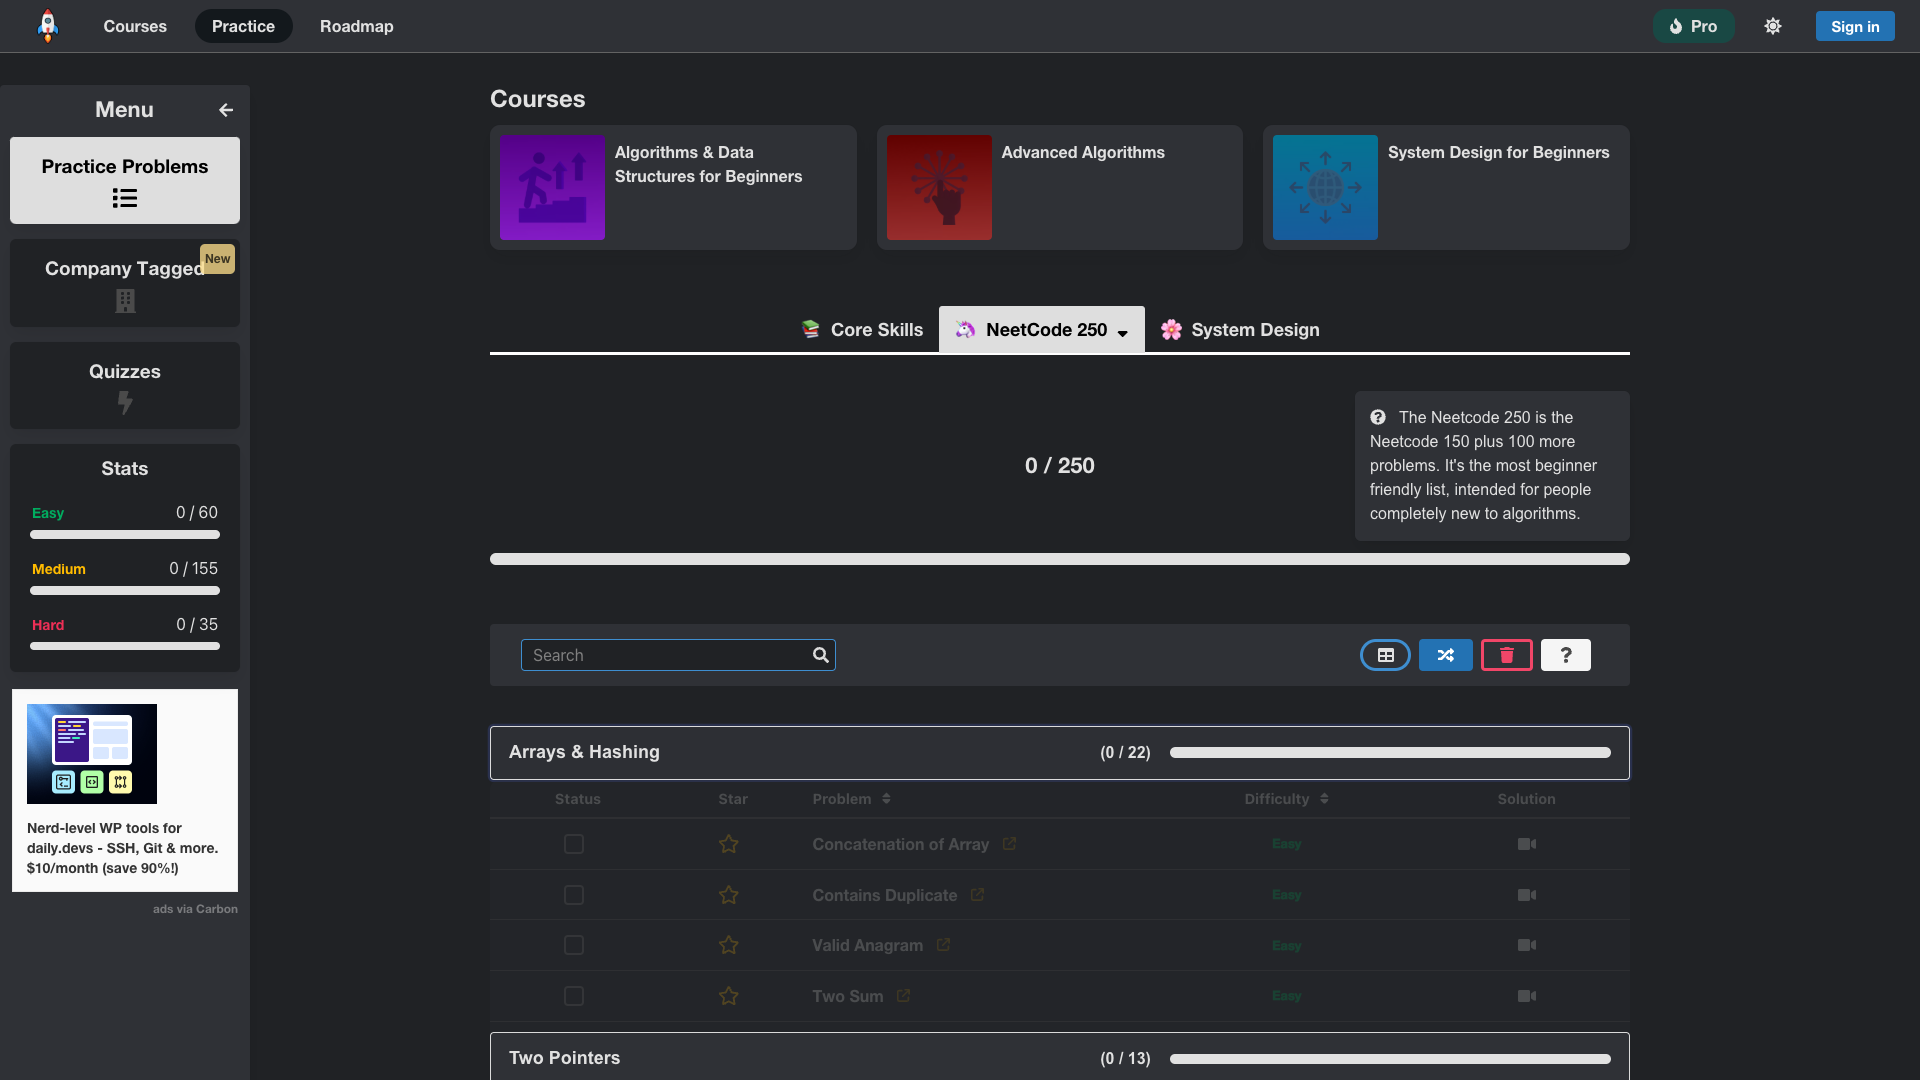 Courses
Practice
Roadmap
Pro
Sign in
Menu
Practice Problems
Company Tagged
New
Quizzes
Stats
Easy
0 / 60
Medium
0 / 155
Hard
0 / 35
Nerd-level WP tools for
daily.devs - SSH, Git & more.
$10/month (save 90%!)
ads via Carbon
Courses
Algorithms & Data
Structures for Beginners
Advanced Algorithms
System Design for Beginners
Core Skills
NeetCode 250
System Design
0 / 250
The Neetcode 250 is the
Neetcode 150 plus 100 more
problems. It's the most beginner
friendly list, intended for people
completely new to algorithms.
Search
?
Arrays & Hashing
(0 / 22)
Status
Star
Problem
Difficulty
Solution
Concatenation of Array
Easy
Contains Duplicate
Easy
Valid Anagram
Easy
Two Sum
Easy
Two Pointers
(0 / 13)